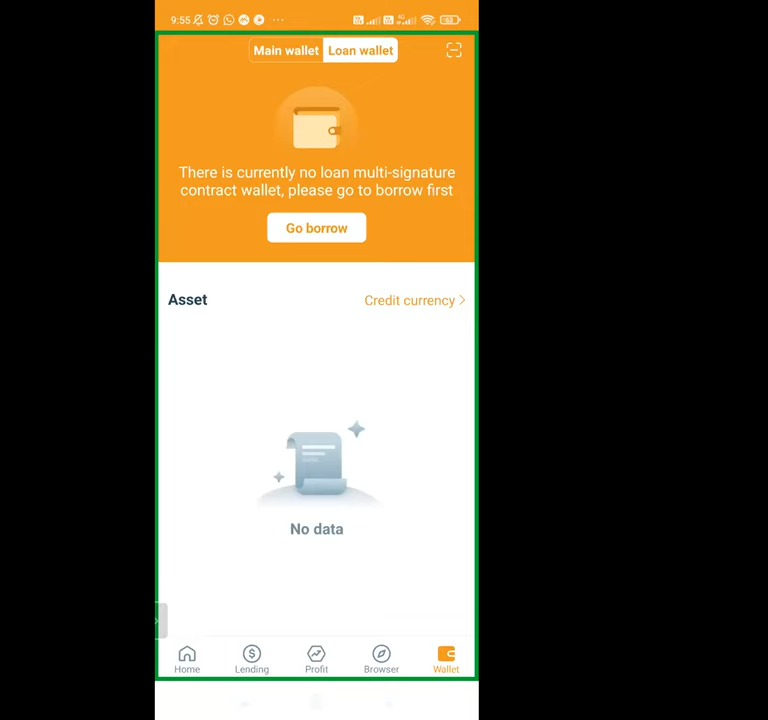 9:55
Main wallet Loan wallet
There is currently no loan multi-signature
contract wallet, please go to borrow first
Go borrow
Asset Credit currency
No data
Home Lending Profit Browser Wallet